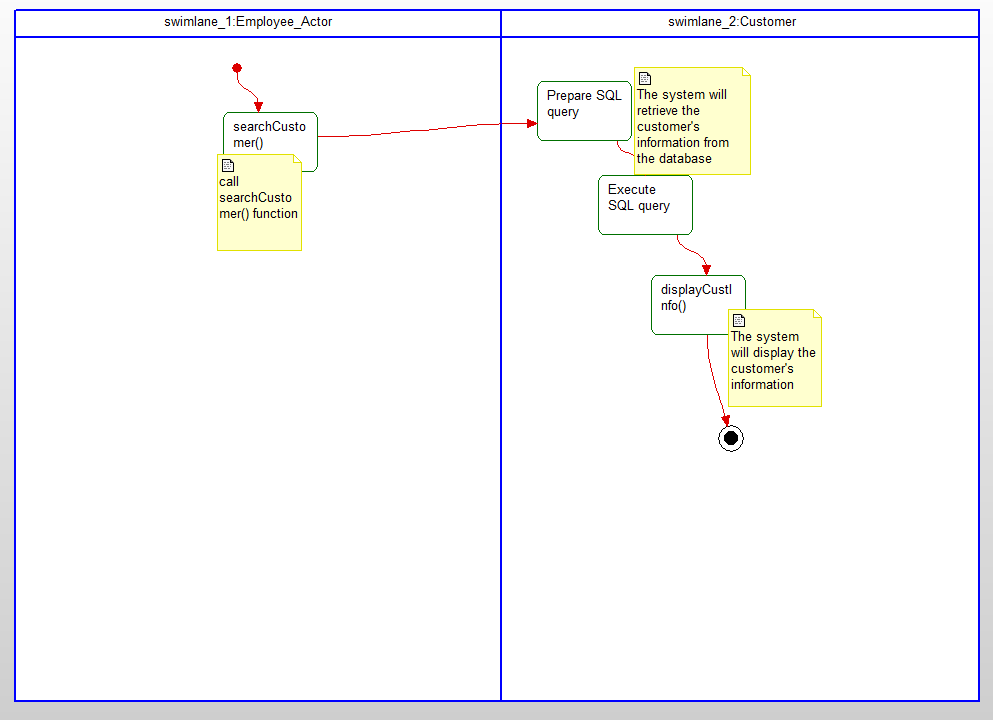 swimlane_1:Employee_Actor
swimlane_2:Customer
searchCusto
mer()
call
searchCusto
mer() function
Prepare SQL
query
The system will
retrieve the
customer's
information from
the database
Execute
SQL query
displayCustI
nfo()
The system
will display the
customer's
information